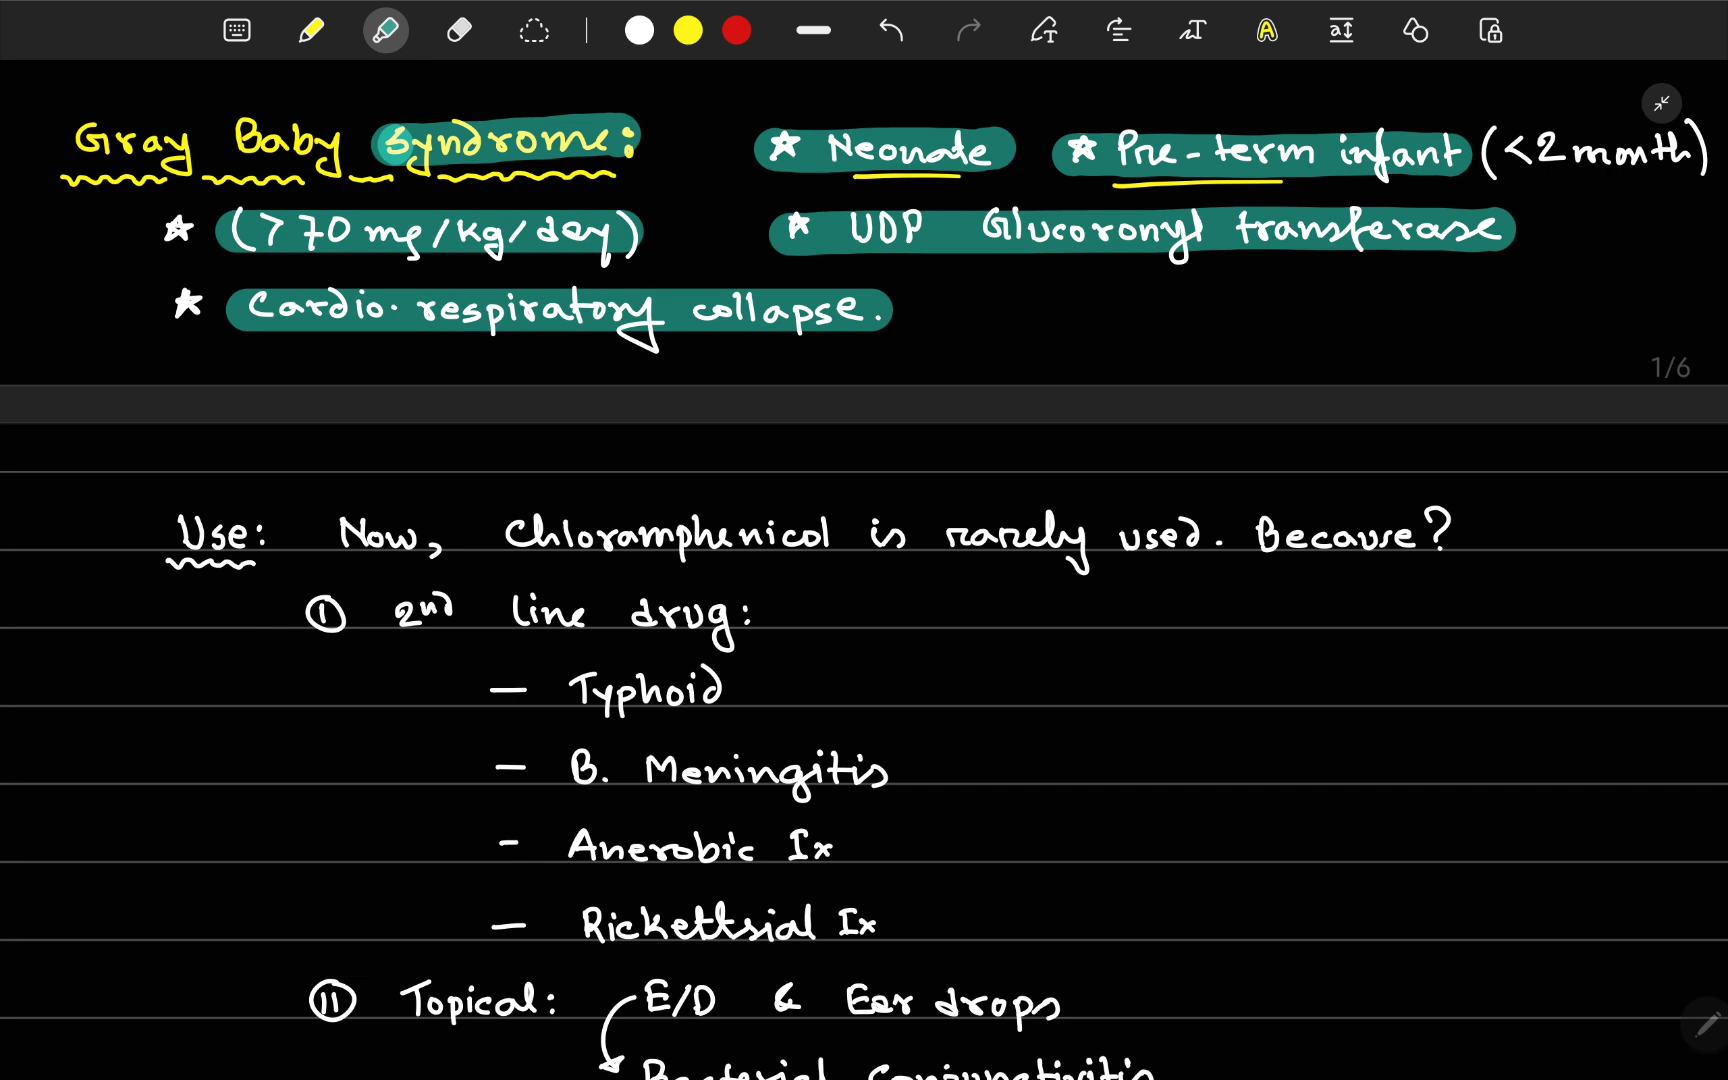 Gray Baby Syndrome: * Neonate * Pre-term infant (<2 month)
* (>70 mg/kg/day) * UDP Glucoronyl transferase
* Cardio. respiratory collapse.
1/6
Use: Now, Chloramphenicol is rarely used. Because?
① 2nd line drug:
— Typhoid
— B. Meningitis
- Anerobic Ix
— Rickettsial Ix
⑪ Topical: E/D & Ear drops
Bacterial Conjunctivitis